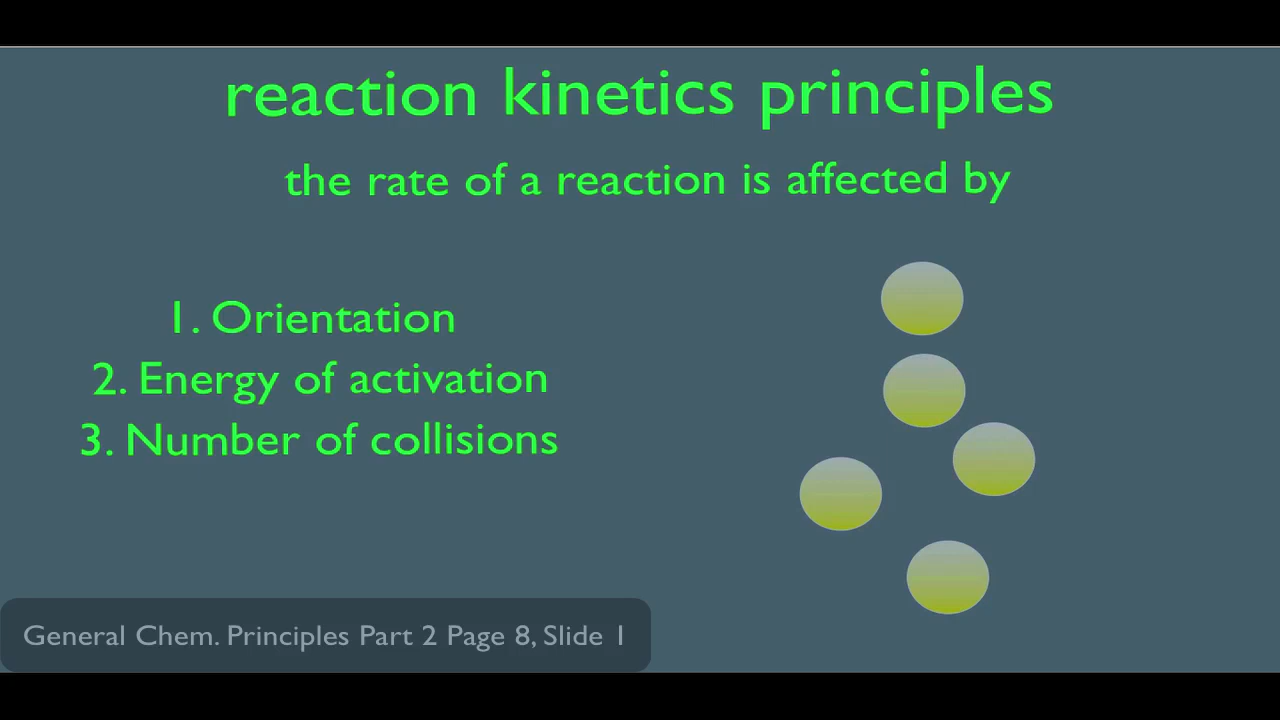 reaction kinetics principles
the rate of a reaction is affected by
1. Orientation
2. Energy of activation
3. Number of collisions
General Chem. Principles Part 2 Page 8, Slide 1